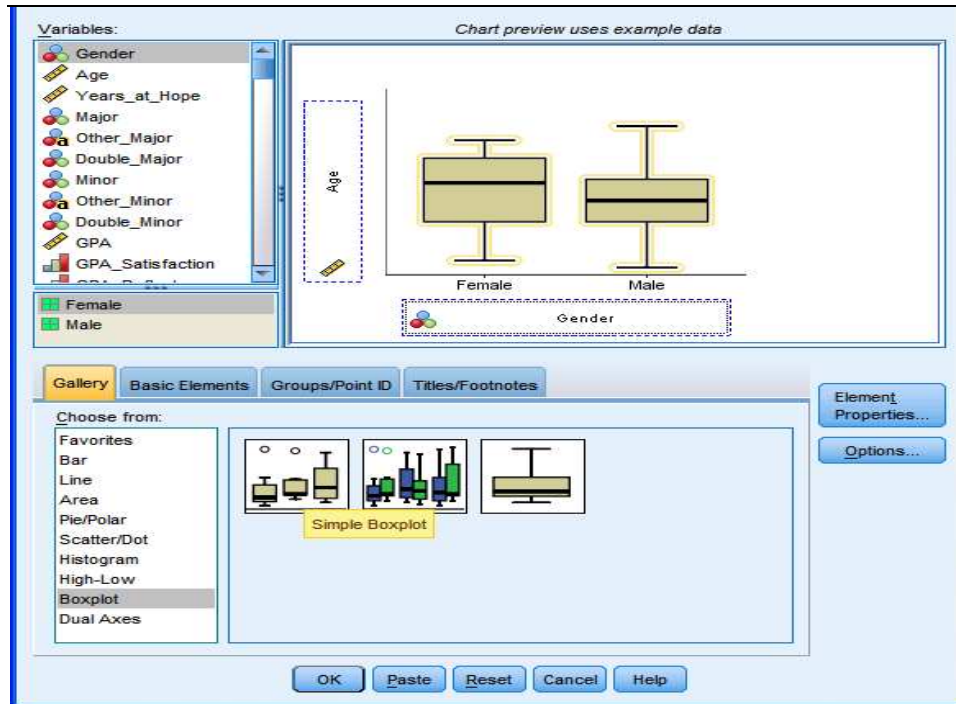 Variables:
Chart preview uses example data
Gender
Age
Years_at_Hope
Major
Other_Major
Double_Major
Minor
Other_Minor
Double_Minor
GPA
GPA_Satisfaction
Female
Male
Age
Female Male
Gender
Gallery Basic Elements Groups/Point ID Titles/Footnotes
Choose from:
Favorites
Bar
Line
Area
Pie/Polar
Scatter/Dot
Histogram
High-Low
Boxplot
Dual Axes
Simple Boxplot
Element
Properties...
Options...
OK Paste Reset Cancel Help